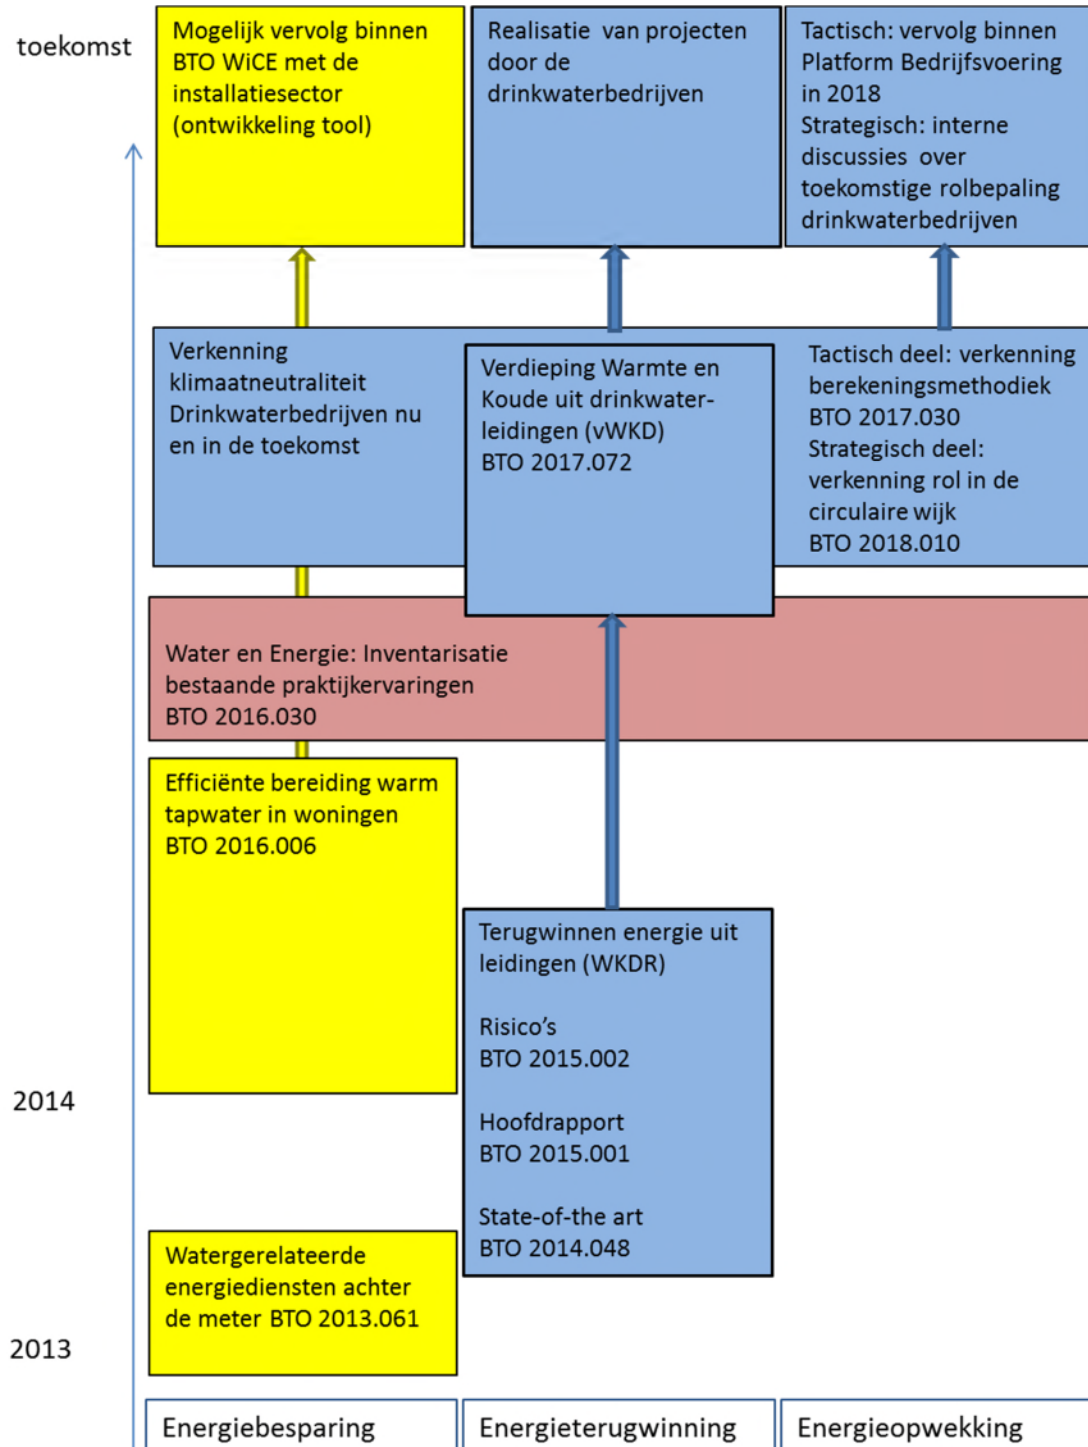 toekomst
Mogelijk vervolg binnen
BTO WiCE met de
installatiesector
(ontwikkeling tool)
Realisatie van projecten
door de
drinkwaterbedrijven
Tactisch: vervolg binnen
Platform Bedrijfsvoering
in 2018
Strategisch: interne
discussies over
toekomstige rolbepaling
drinkwaterbedrijven
Verkenning
klimaatneutraliteit
Drinkwaterbedrijven nu
en in de toekomst
Verdieping Warmte en
Koude uit drinkwater-
leidingen (vWKD)
BTO 2017.072
Tactisch deel: verkenning
berekeningsmethodiek
BTO 2017.030
Strategisch deel:
verkenning rol in de
circulaire wijk
BTO 2018.010
Water en Energie: Inventarisatie
bestaande praktijkervaringen
BTO 2016.030
Efficiënte bereiding warm
tapwater in woningen
BTO 2016.006
Terugwinnen energie uit
leidingen (WKDR)
Risico's
BTO 2015.002
Hoofdrapport
BTO 2015.001
State-of-the art
BTO 2014.048
2014
Watergerelateerde
energiediensten achter
de meter BTO 2013.061
2013
Energiebesparing
Energieterugwinning
Energieopwekking